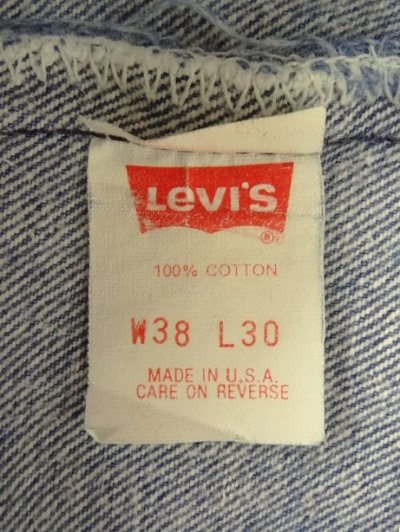 Levi's ®
100% COTTON
W38 L30
MADE IN U.S.A.
CARE ON REVERSE